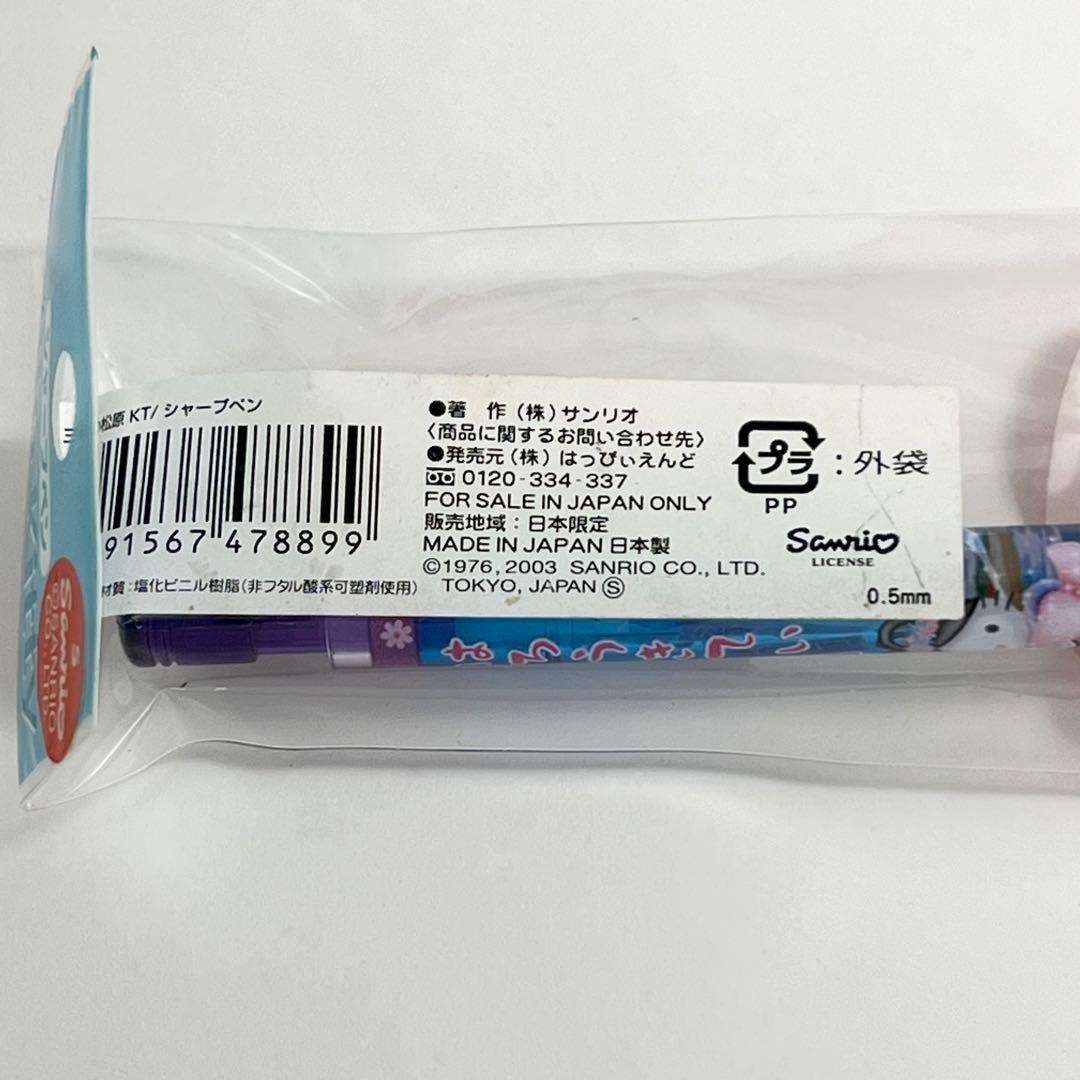 松原 KT/ シャープペン
91567 478899
材質:塩化ビニル樹脂(非フタル酸系可塑剤使用)
●著 作(株)サンリオ
〈商品に関するお問い合わせ先〉
●発売元(株)はっぴぃえんど
0120-334-337
FOR SALE IN JAPAN ONLY
販売地域:日本限定
MADE IN JAPAN 日本製
©1976, 2003 SANRIO CO., LTD.
TOKYO, JAPAN Ⓢ
プラ:外袋
PP
Sanrio
LICENSE
0.5mm
Sanrio